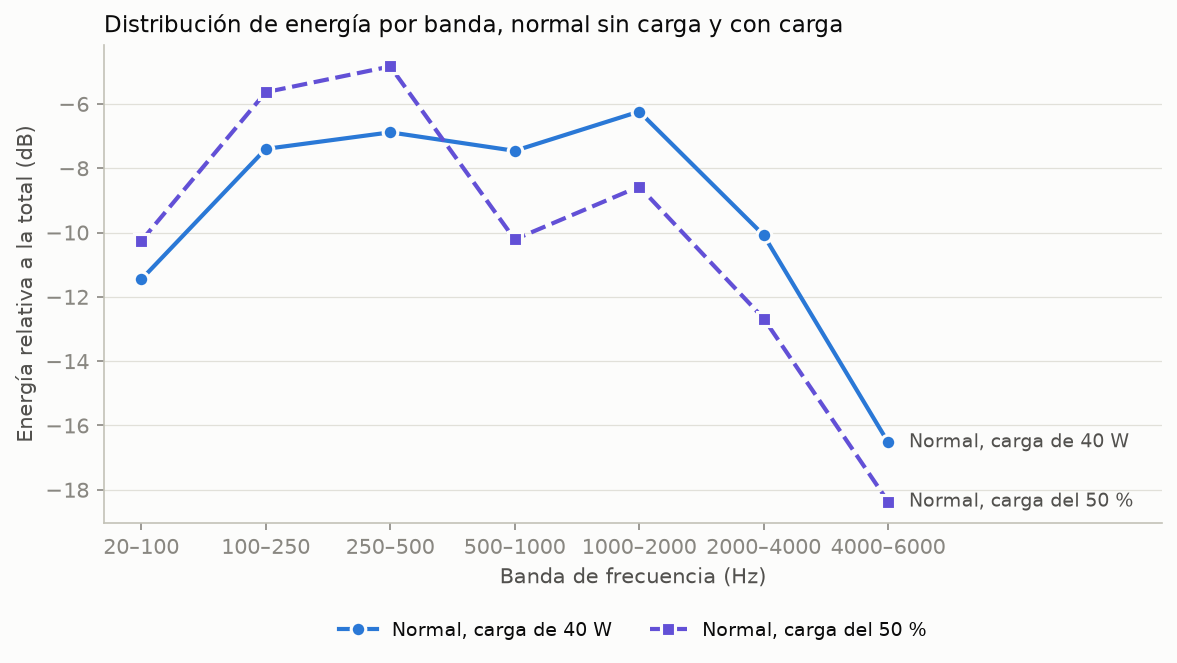 Distribución de energía por banda, normal sin carga y con carga
Energía relativa a la total (dB)
−6
−8
−10
−12
−14
−16
−18
Normal, carga de 40 W
Normal, carga del 50 %
20–100 100–250 250–500 500–1000 1000–2000 2000–4000 4000–6000
Banda de frecuencia (Hz)
Normal, carga de 40 W Normal, carga del 50 %